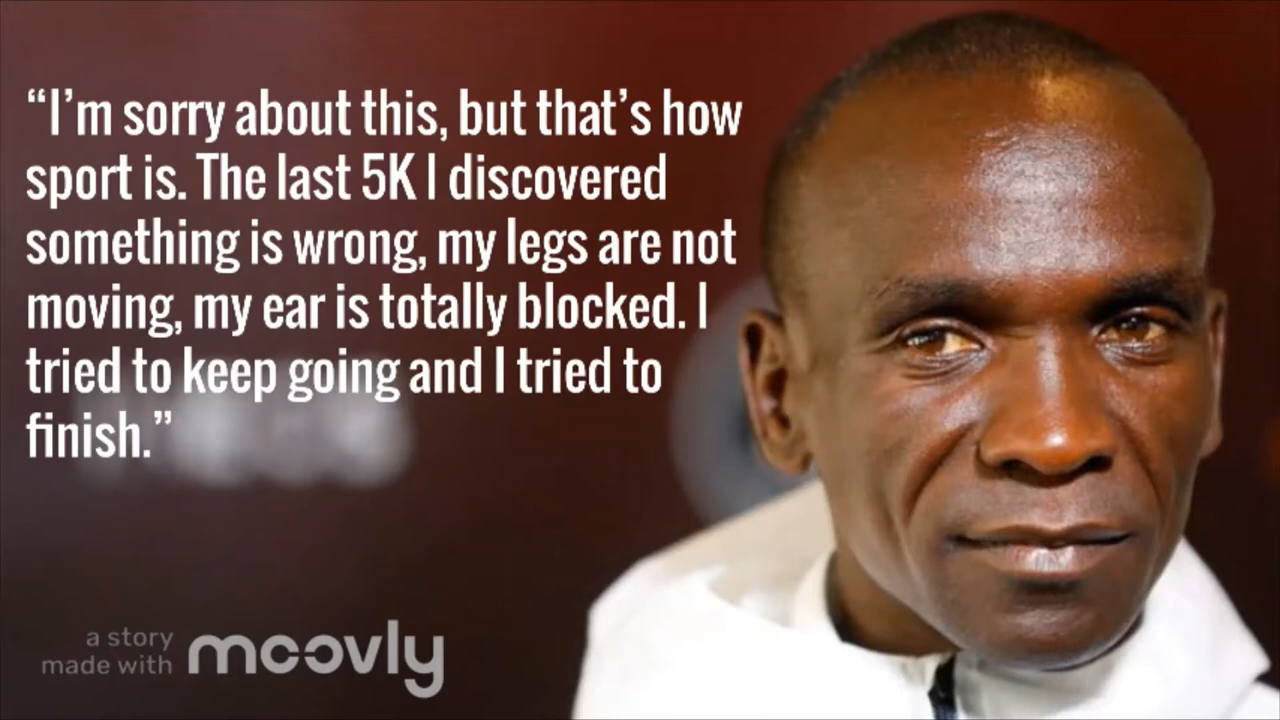 “I’m sorry about this, but that’s how
sport is. The last 5K I discovered
something is wrong, my legs are not
moving, my ear is totally blocked. I
tried to keep going and I tried to
finish.”
a story
made with moovly